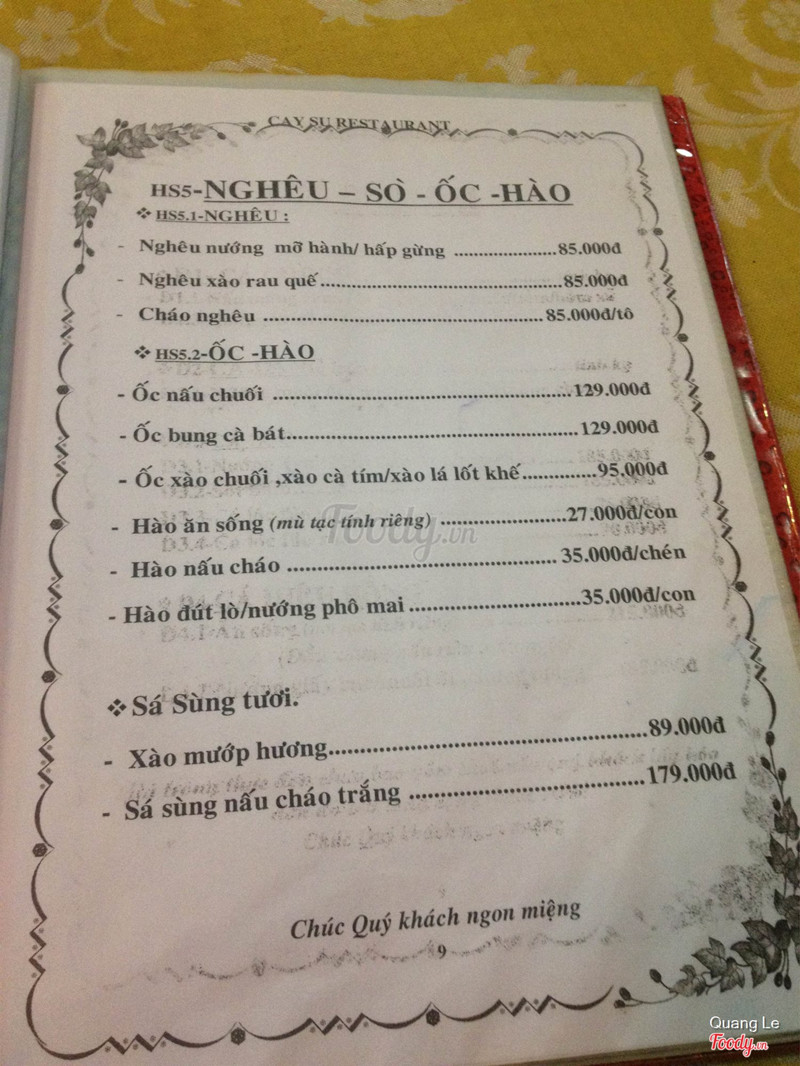 CAY SU RESTAURANT
HS5-NGHÊU – SÒ - ỐC -HÀO
❖ HS5.1-NGHÊU :
- Nghêu nướng mỡ hành/ hấp gừng ....................85.000đ
- Nghêu xào rau quế................................................85.000đ
- Cháo nghêu ........................................................85.000đ/tô
❖ HS5.2-ỐC -HÀO
- Ốc nấu chuối .......................................................129.000đ
- Ốc bung cà bát......................................................129.000đ
- Ốc xào chuối ,xào cà tím/xào lá lốt khế..............95.000đ
- Hào ăn sống (mù tạc tính riêng) .......................27.000đ/con
- Hào nấu cháo ..................................................35.000đ/chén
- Hào đút lò/nướng phô mai ................................35.000đ/con
❖ Sá Sùng tươi.
- Xào mướp hương..................................................89.000đ
- Sá sùng nấu cháo trắng .....................................179.000đ
Chúc Quý khách ngon miệng
9
Foody.vn
Quang Le
Foody.vn